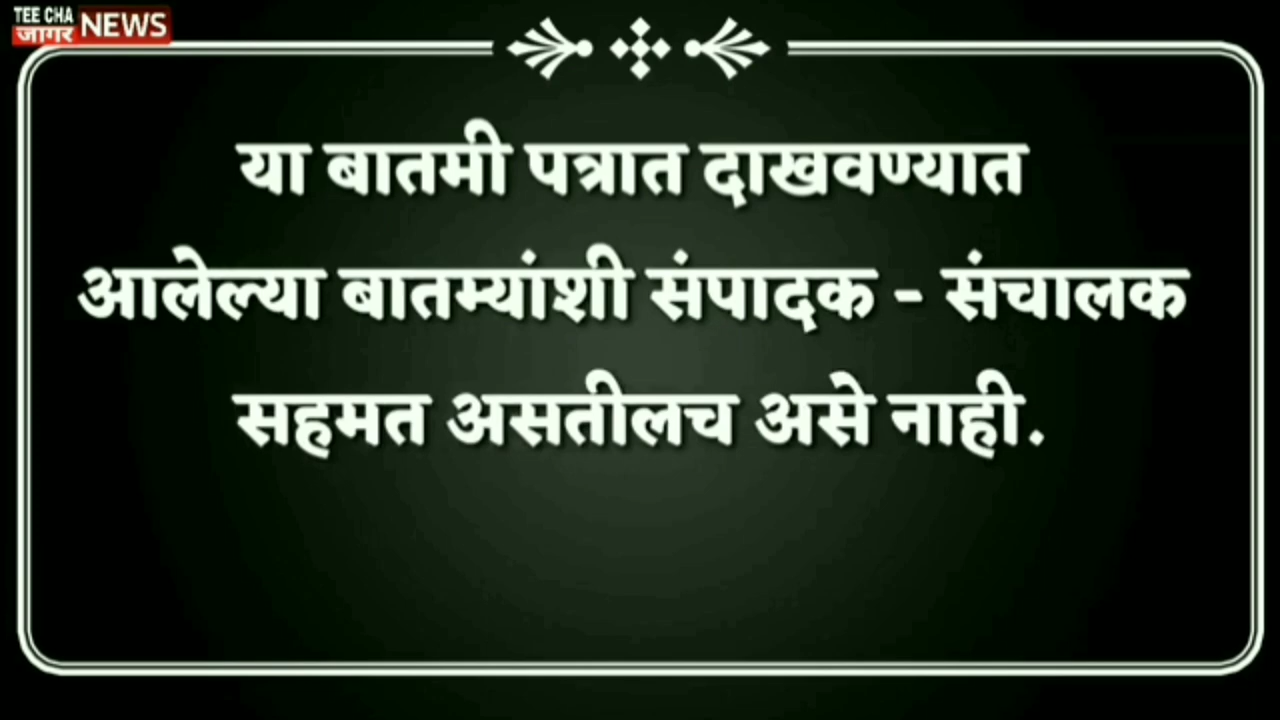 TEE CHA
जागर NEWS
या बातमी पत्रात दाखवण्यात
आलेल्या बातम्यांशी संपादक - संचालक
सहमत असतीलच असे नाही.